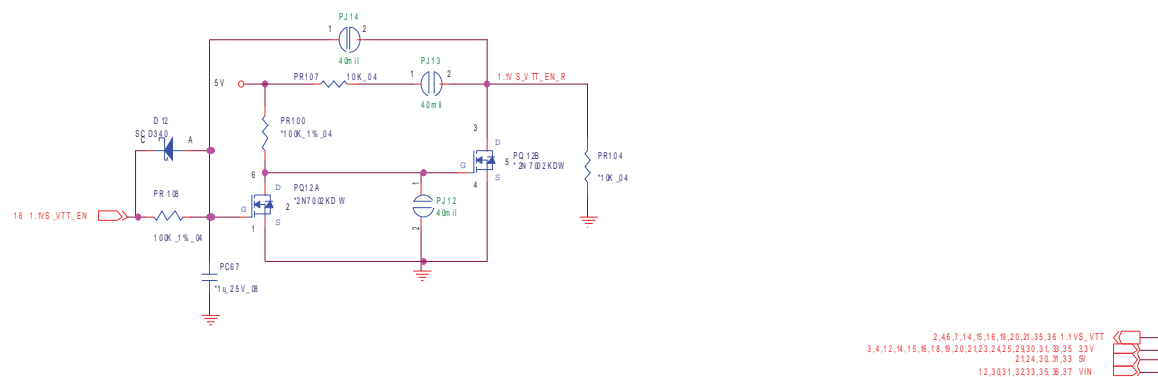 PJ14
1 2
40mil
PJ13
5V
PR107 10K_04
1 2
1.1VS_VTT_EN_R
40mil
D12
SCD340
C A
PR100
*100K_1%_04
3
D
PQ12B
G 5 *2N7002KDW
S
4
PR104
*10K_04
6
D
PR108
PQ12A
*2N7002KDW
G 2
S
1
1
PJ12
40mil
2
16 1.1VS_VTT_EN
100K_1%_04
PC67
*1u_25V_08
2,4,6,7,14,15,16,19,20,21,35,36 1.1VS_VTT
3,4,12,14,15,16,18,19,20,21,23,24,25,29,30,31,33,35 3.3V
21,24,30,31,33 5V
12,30,31,32,33,35,36,37 VIN